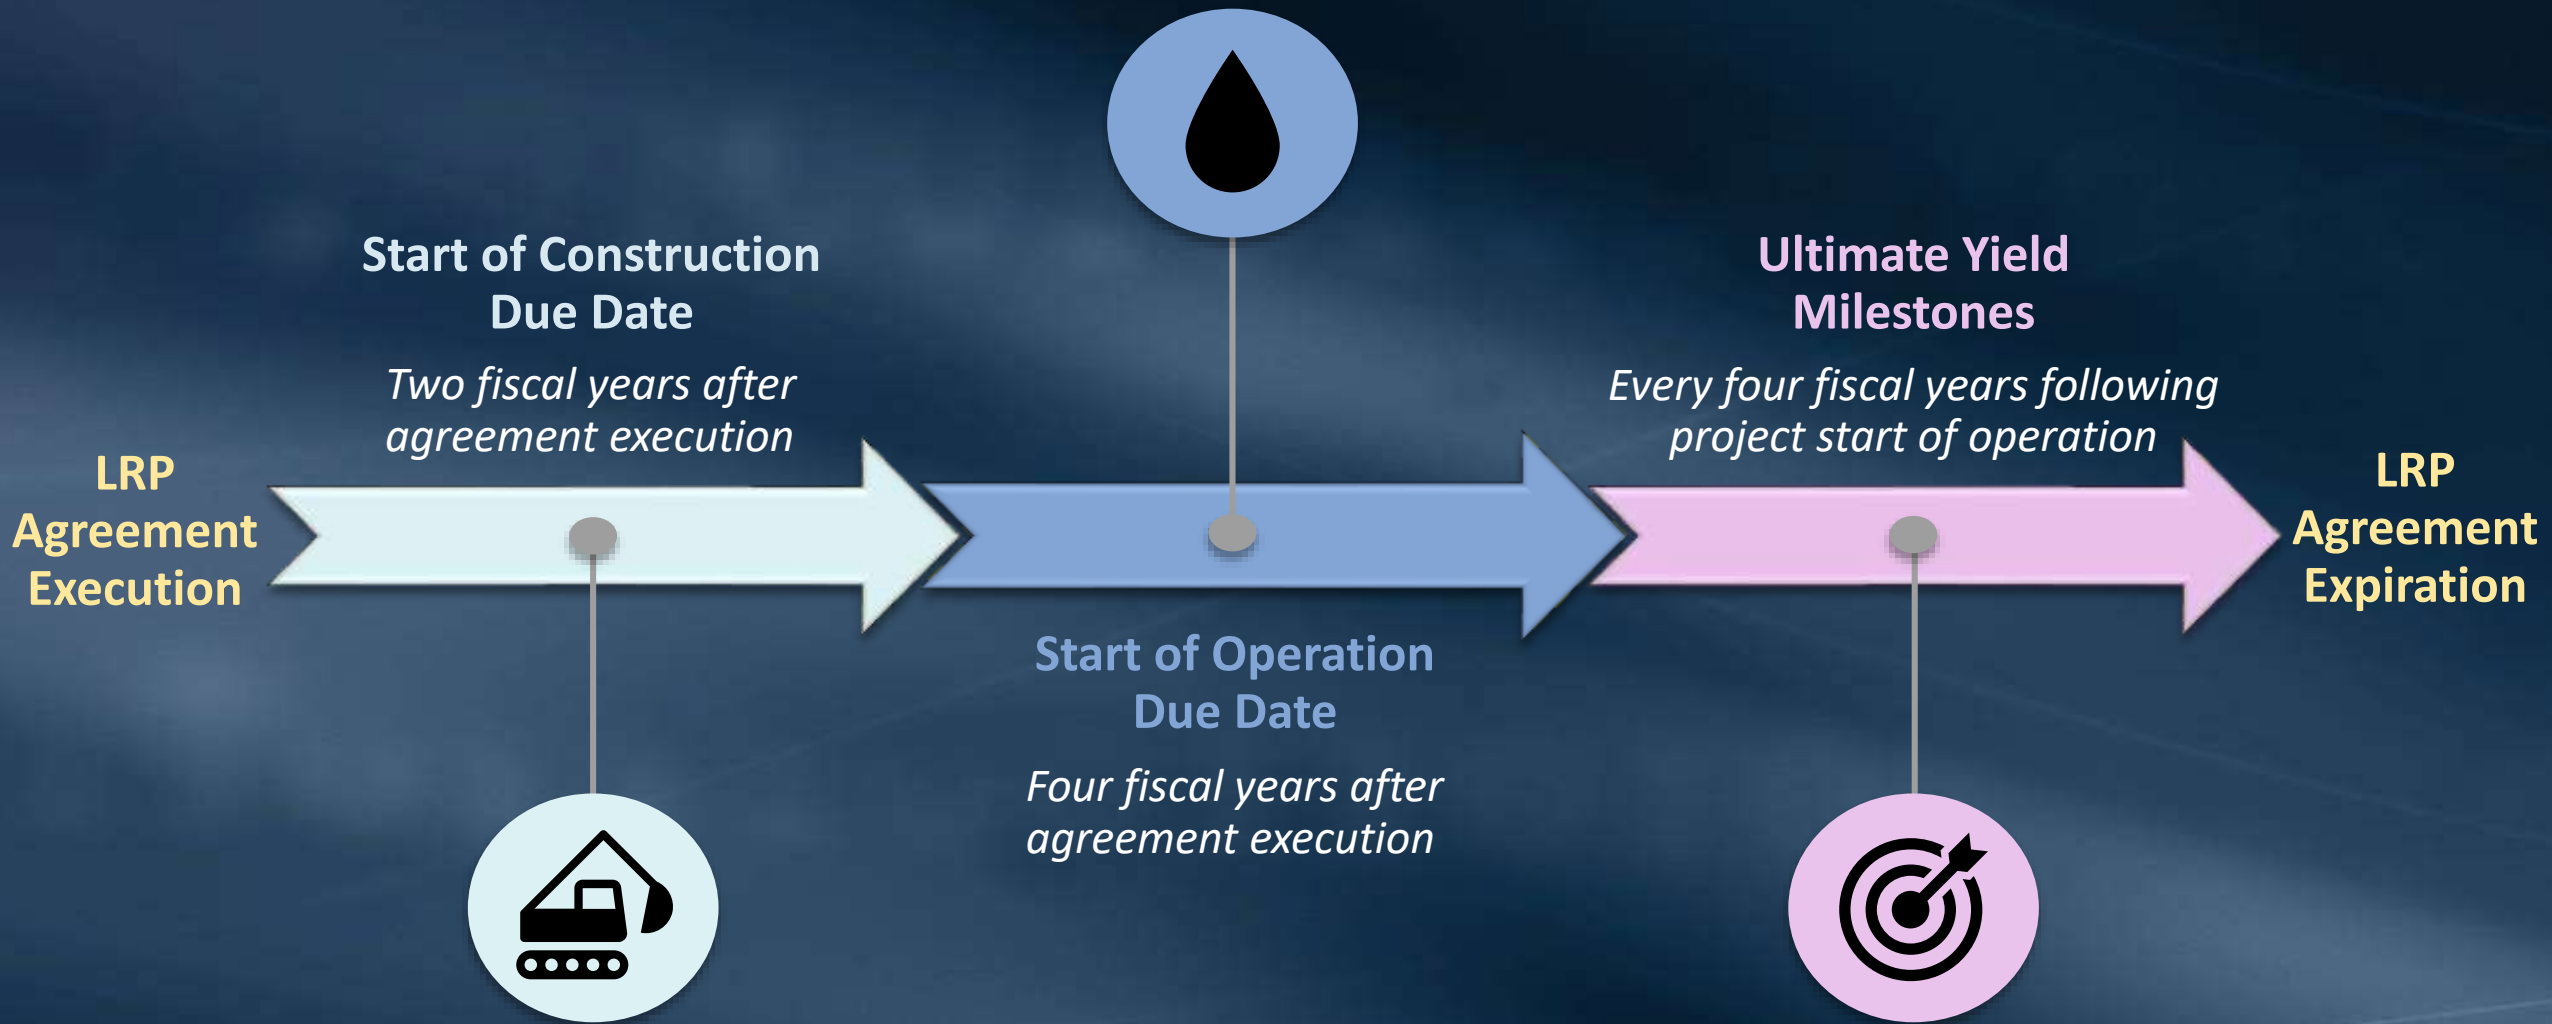 LRP
Agreement
Execution
Start of Construction
Due Date
Two fiscal years after
agreement execution
Start of Operation
Due Date
Four fiscal years after
agreement execution
Ultimate Yield
Milestones
Every four fiscal years following
project start of operation
LRP
Agreement
Expiration